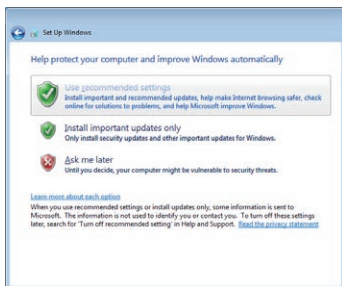 Set Up Windows
Help protect your computer and improve Windows automatically
Use recommended settings
Install important and recommended updates, help make Internet browsing safer, check
online for solutions to problems, and help Microsoft improve Windows.
Install important updates only
Only install security updates and other important updates for Windows.
Ask me later
Until you decide, your computer might be vulnerable to security threats.
Learn more about each option
When you use recommended settings or install updates only, some information is sent to
Microsoft. The information is not used to identify you or contact you. To turn off these settings
later, search for 'Turn off recommended setting' in Help and Support. Read the privacy statement